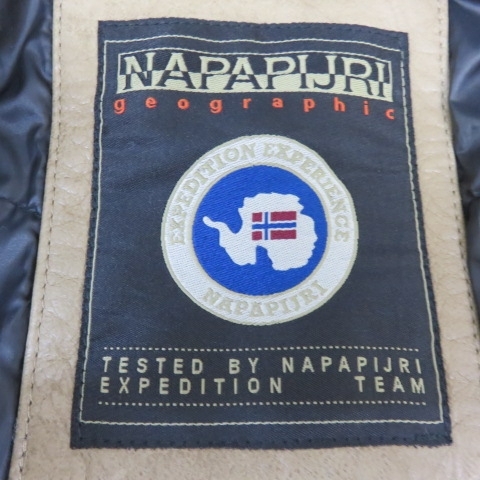 NAPAPIJRI
geographic
EXPEDITION EXPERIENCE
NAPAPIJRI
TESTED BY NAPAPIJRI
EXPEDITION TEAM